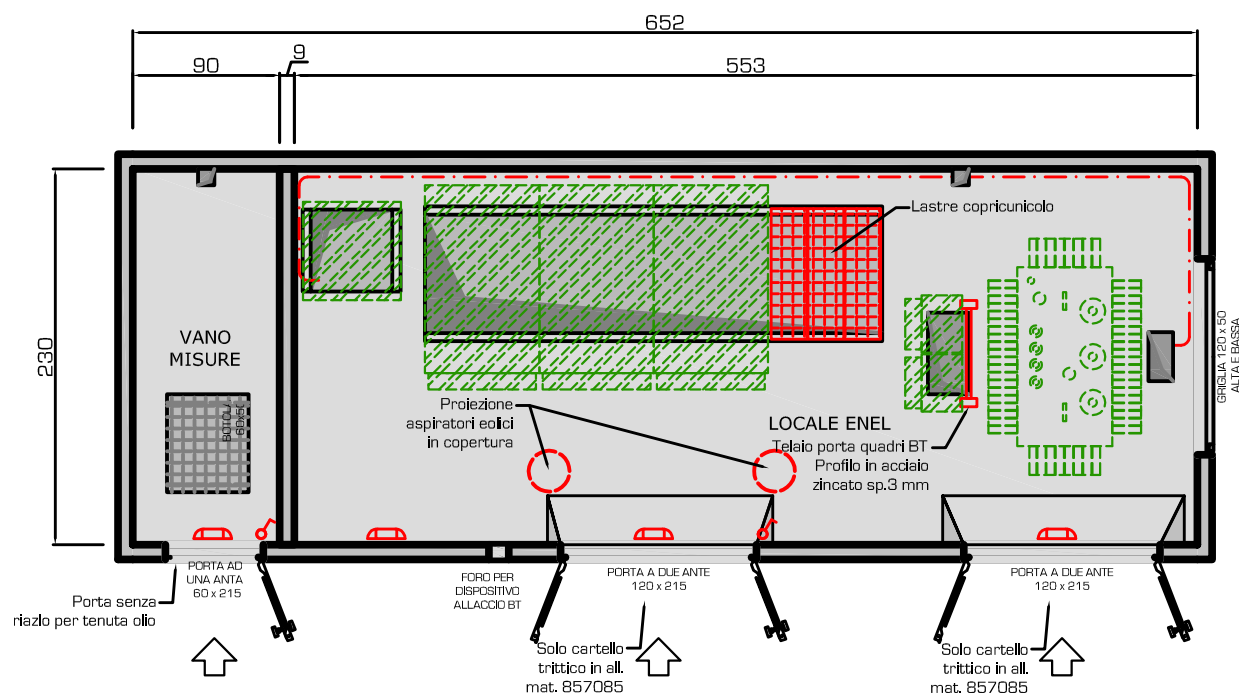 652
90
9
553
230
Lastre copricunicolo
VANO
MISURE
BOTOLA
60x50
Proiezione
aspiratori eolici
in copertura
LOCALE ENEL
Telaio porta quadri BT
Profilo in acciaio
zincato sp.3 mm
GRIGLIA 120 x 50
ALTA E BASSA
PORTA AD
UNA ANTA
60 x 215
Porta senza
riazlo per tenuta olio
FORO PER
DISPOSITIVO
ALLACCIO BT
PORTA A DUE ANTE
120 x 215
PORTA A DUE ANTE
120 x 215
Solo cartello
trittico in all.
mat. 857085
Solo cartello
trittico in all.
mat. 857085